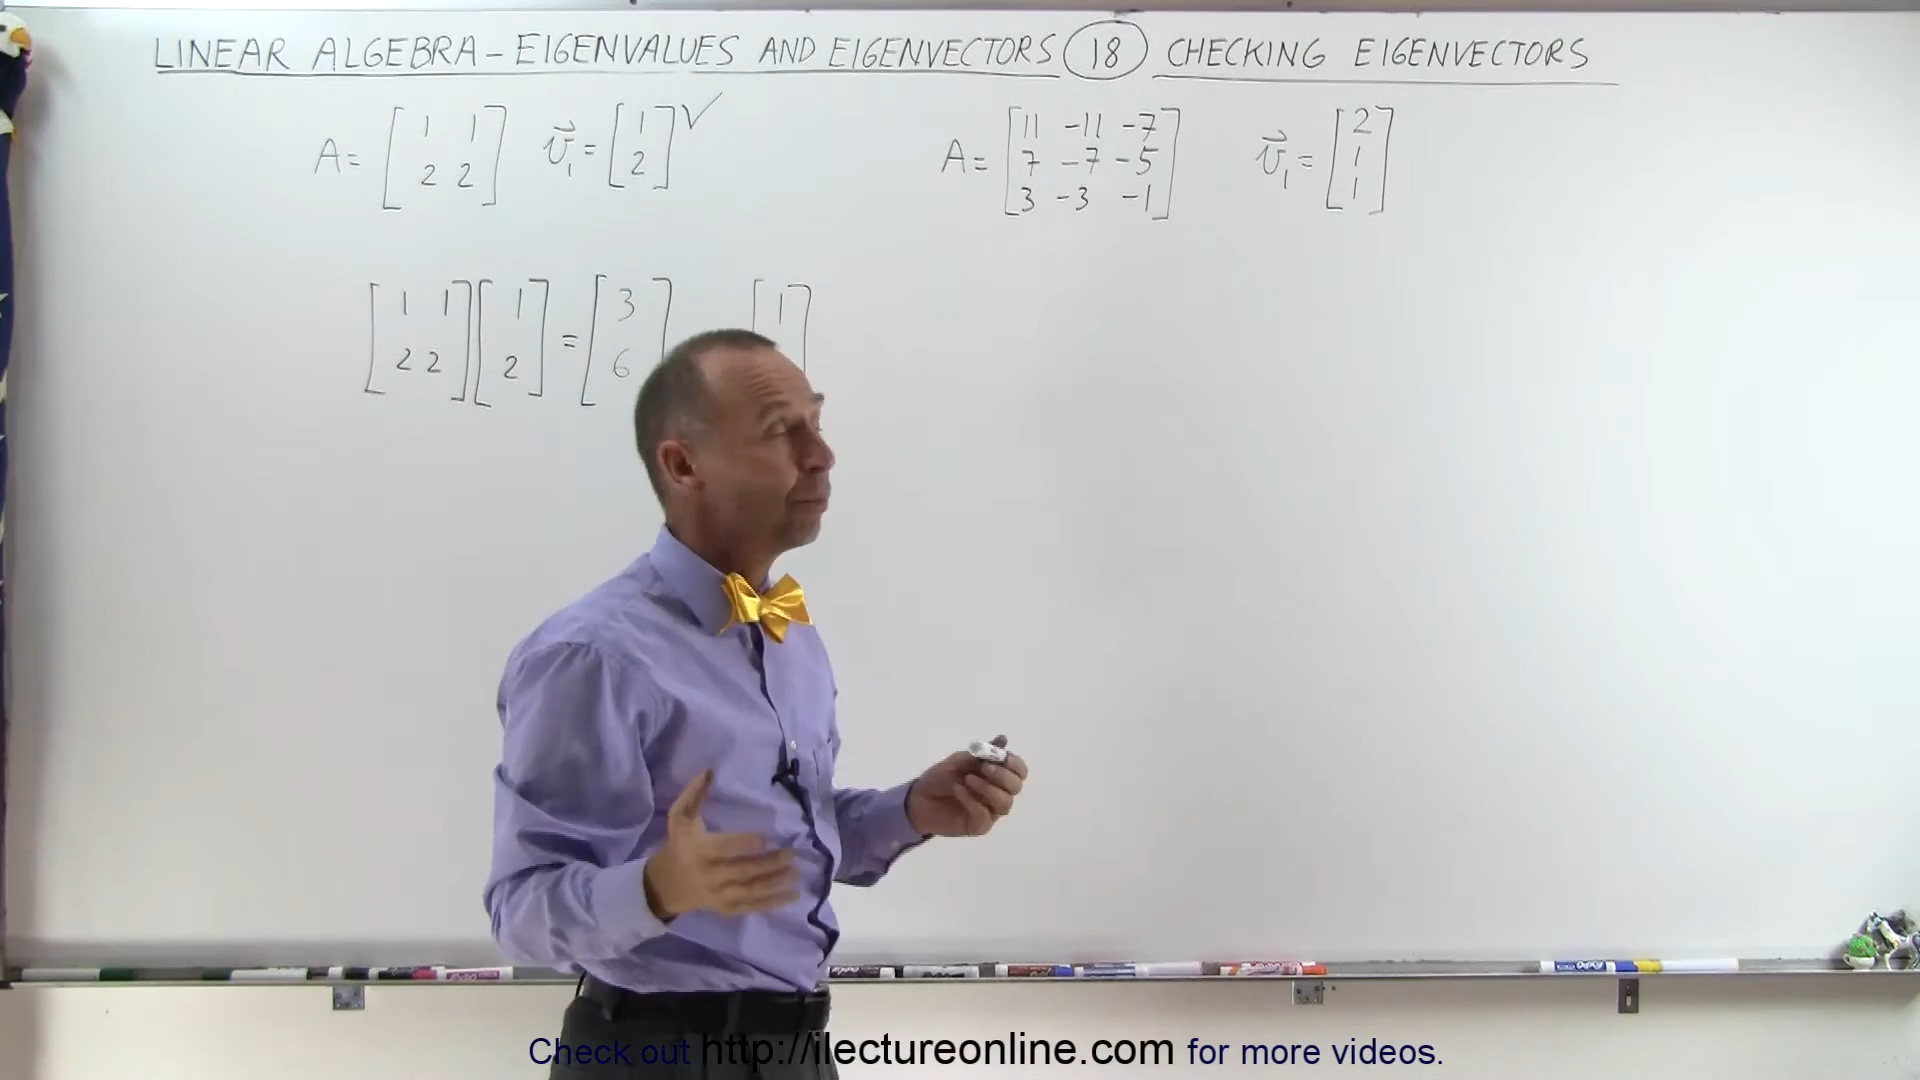 LINEAR ALGEBRA – EIGENVALUES AND EIGENVECTORS 18 CHECKING EIGENVECTORS
A = [ 1 1 ; 2 2 ] v⃗₁ = [ 1 ; 2 ] ✓
A = [ 11 -11 -7 ; 7 -7 -5 ; 3 -3 -1 ] v⃗₁ = [ 2 ; 1 ; 1 ]
[ 1 1 ; 2 2 ] [ 1 ; 2 ] = [ 3 ; 6 ] [ 1
Check out http://ilectureonline.com for more videos.